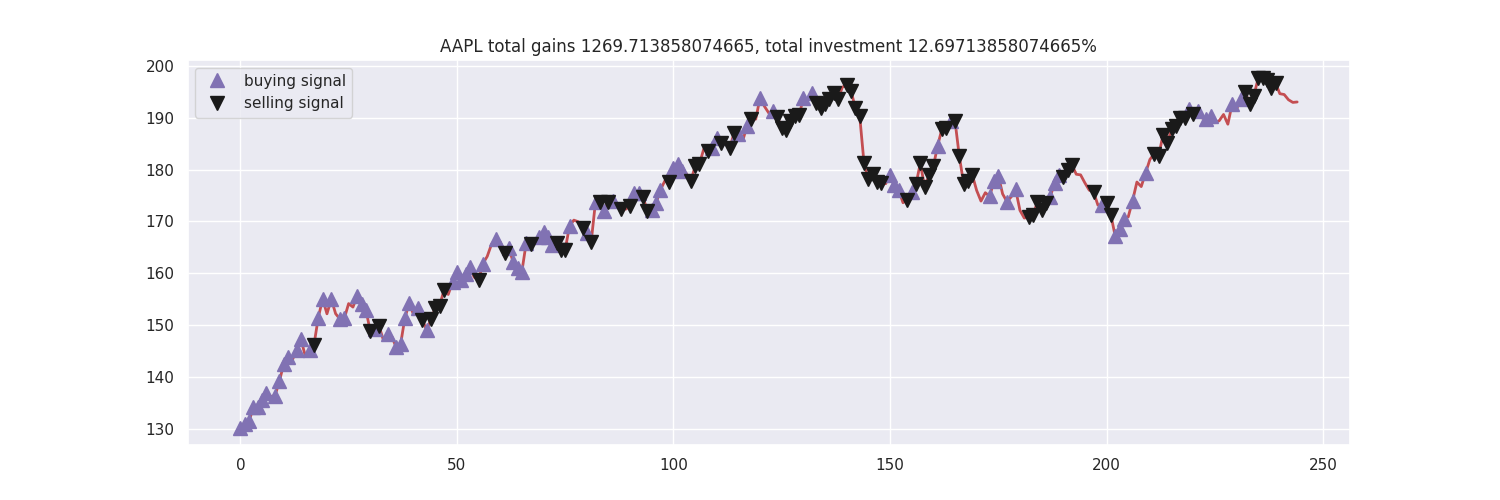 AAPL total gains 1269.713858074665, total investment 12.69713858074665%
buying signal
selling signal
200
190
180
170
160
150
140
130
0 50 100 150 200 250